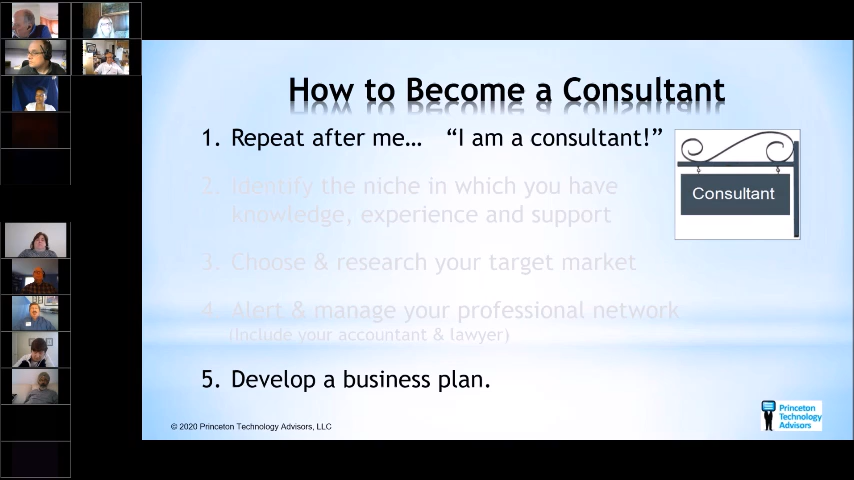 How to Become a Consultant
1. Repeat after me… “I am a consultant!”
Consultant
2. Identify the niche in which you have
knowledge, experience and support
3. Choose & research your target market
4. Alert & manage your professional network
(Include your accountant & lawyer)
5. Develop a business plan.
© 2020 Princeton Technology Advisors, LLC
Princeton
Technology
Advisors